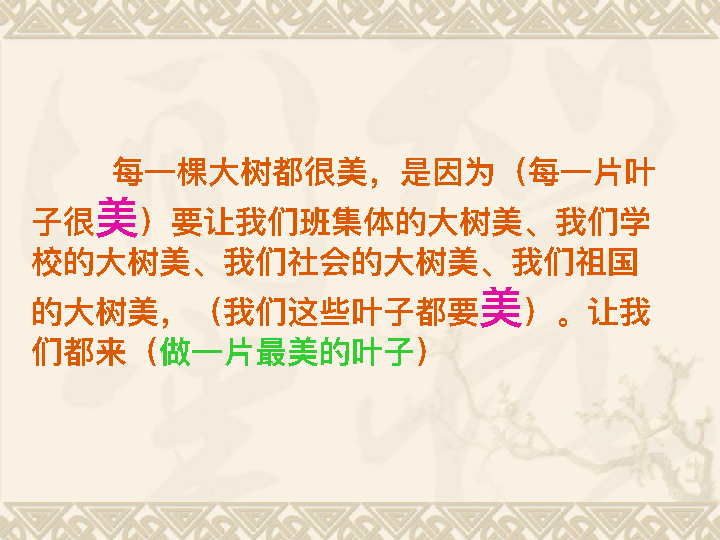 每一棵大树都很美，是因为（每一片叶
子很美）要让我们班集体的大树美、我们学
校的大树美、我们社会的大树美、我们祖国
的大树美，（我们这些叶子都要美）。让我
们都来（做一片最美的叶子）